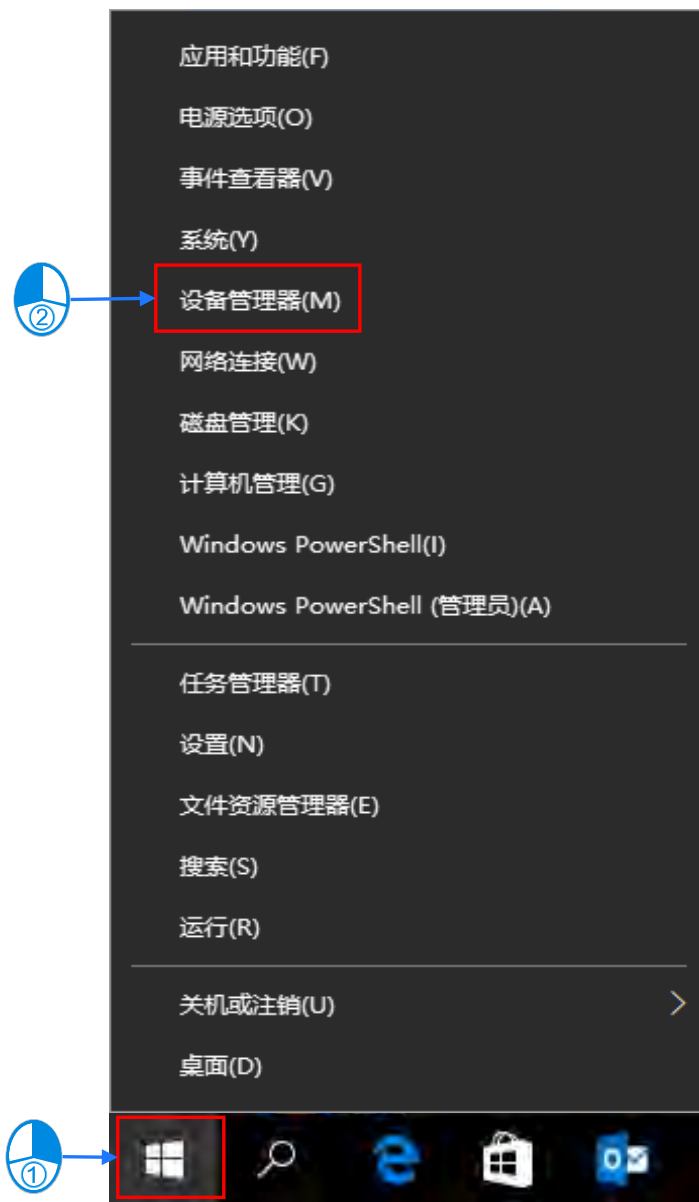 应用和功能(F)
电源选项(O)
事件查看器(V)
系统(Y)
②
设备管理器(M)
网络连接(W)
磁盘管理(K)
计算机管理(G)
Windows PowerShell(I)
Windows PowerShell (管理员)(A)
任务管理器(T)
设置(N)
文件资源管理器(E)
搜索(S)
运行(R)
关机或注销(U)
桌面(D)
①